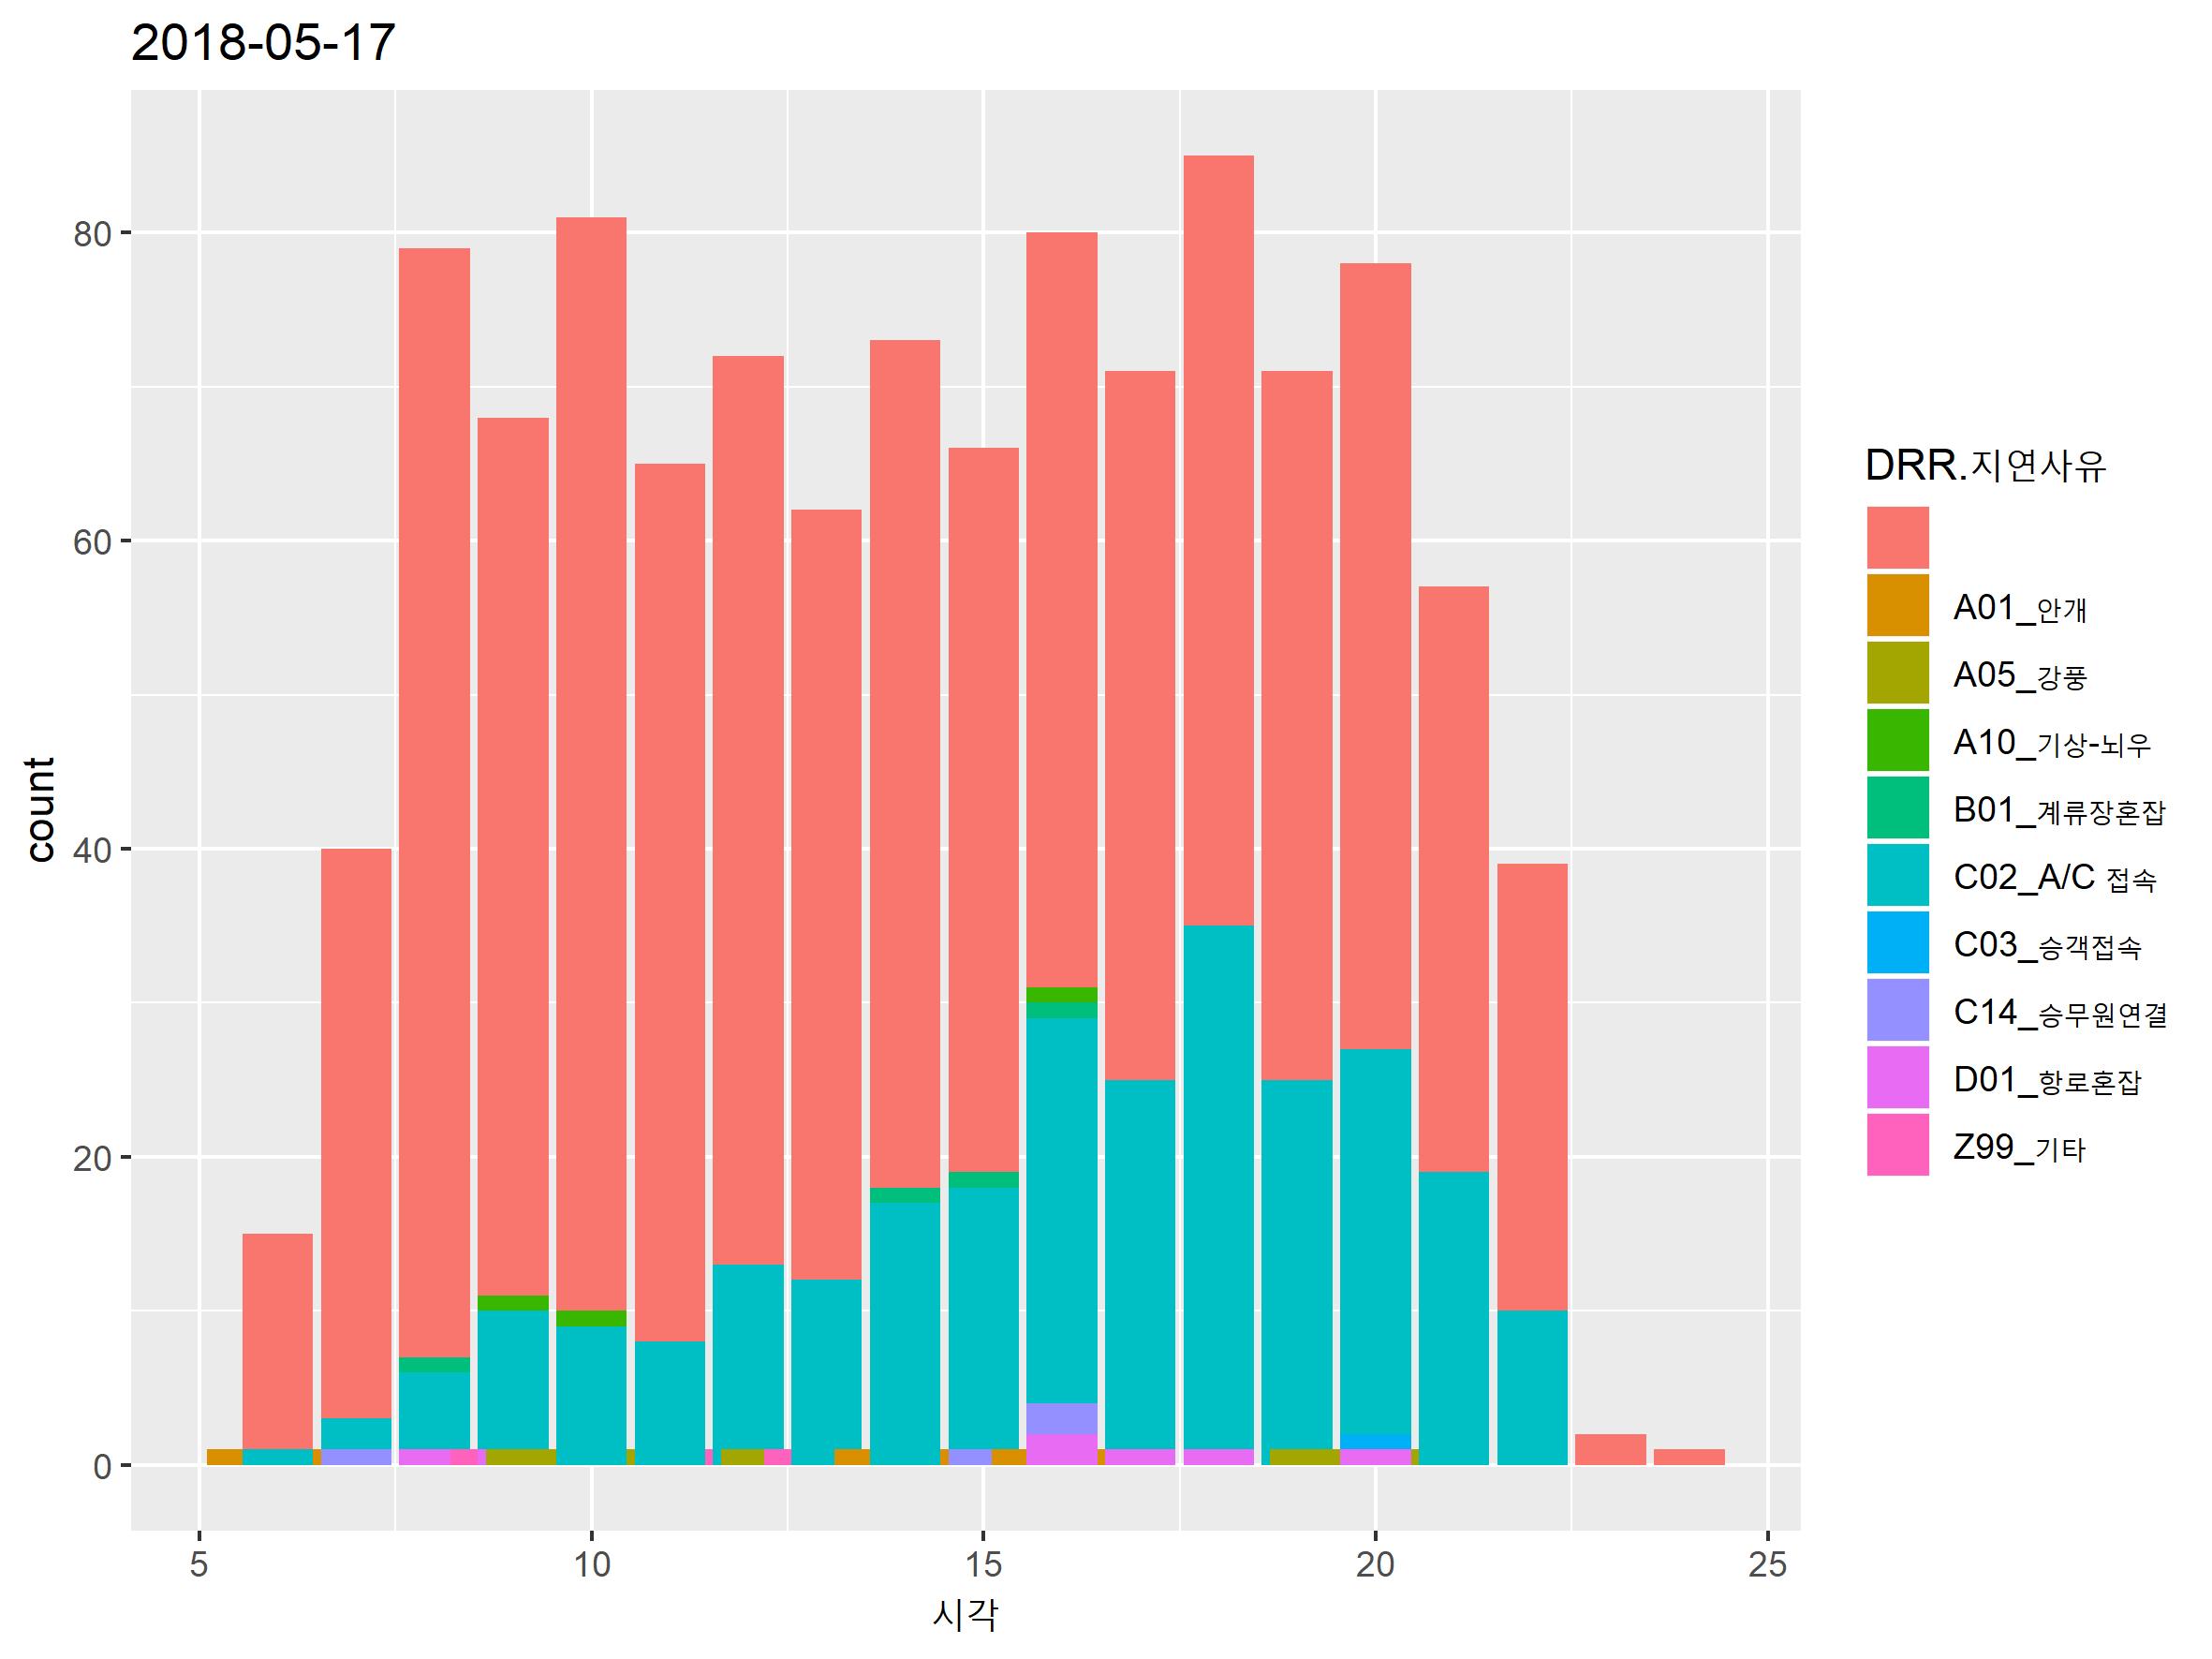 2018-05-17
80
60
40
20
0
count
5 10 15 20 25
시각
DRR.지연사유
A01_안개
A05_강풍
A10_기상-뇌우
B01_계류장혼잡
C02_A/C 접속
C03_승객접속
C14_승무원연결
D01_항로혼잡
Z99_기타